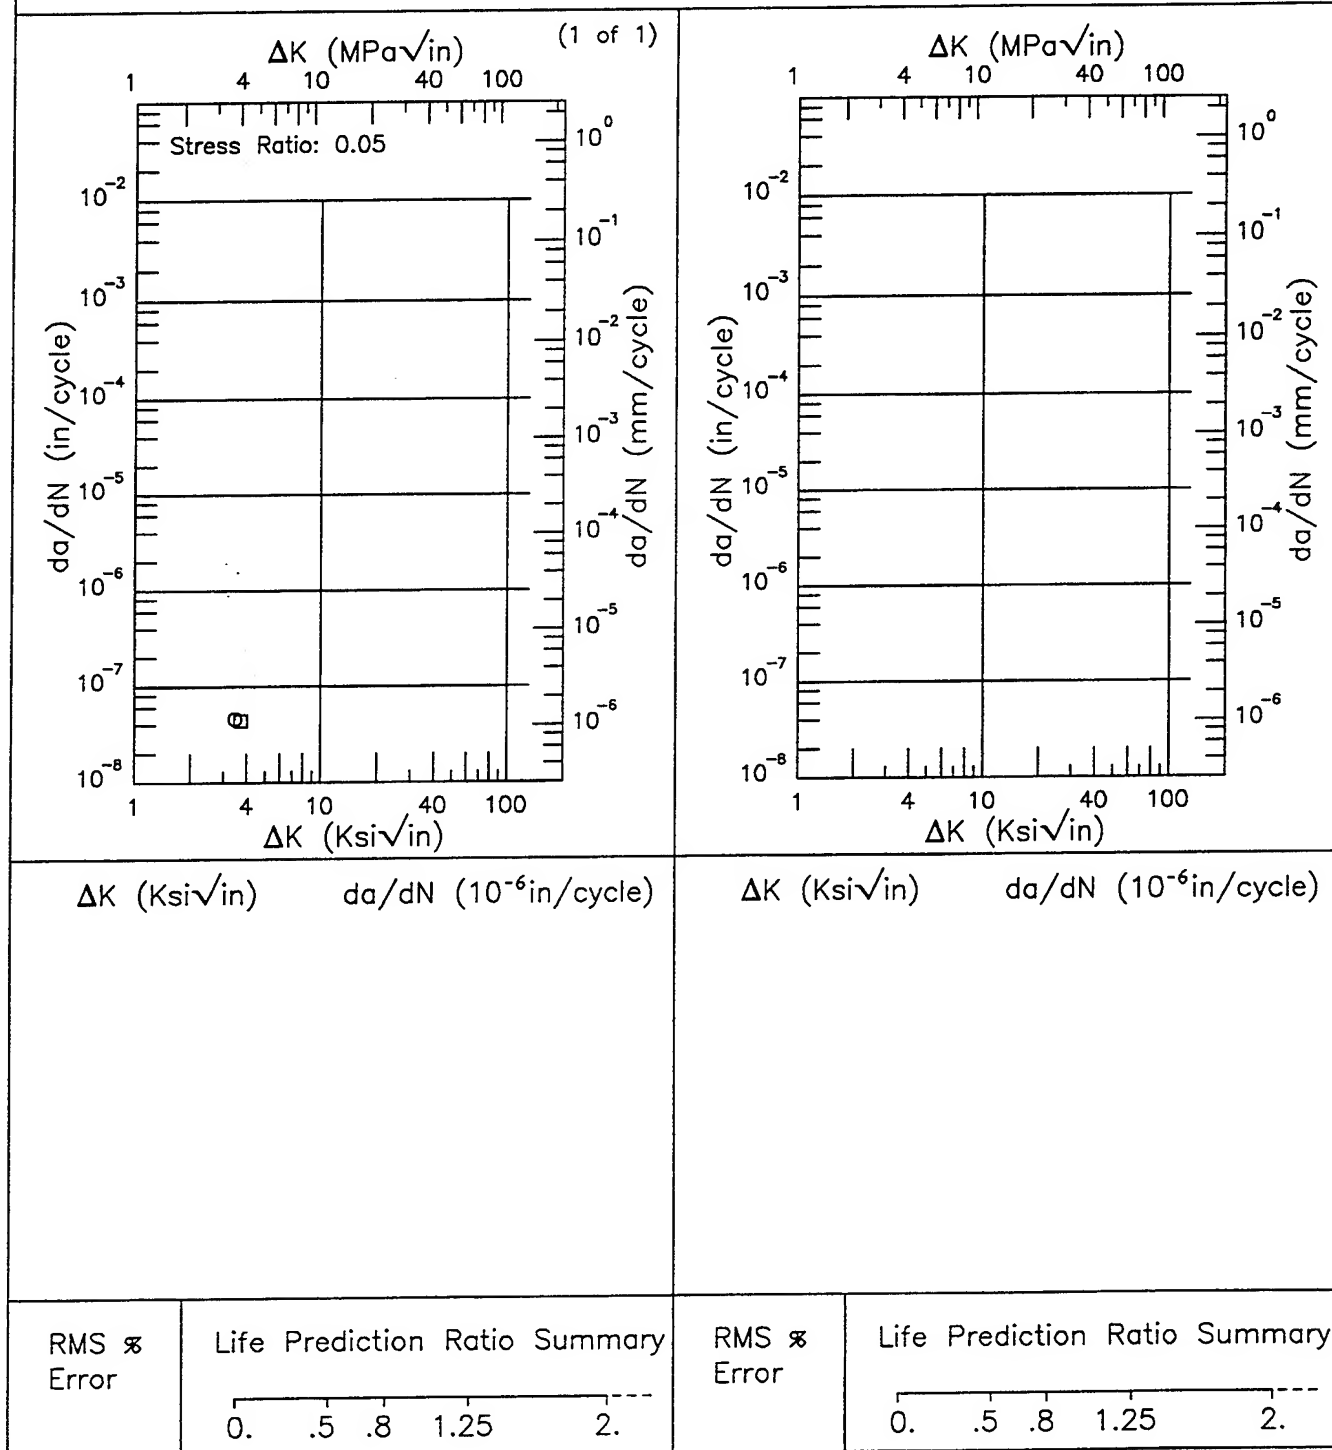 (1 of 1)
ΔK (MPa√in)
1 4 10 40 100
Stress Ratio: 0.05
da/dN (in/cycle)
10⁻²
10⁻³
10⁻⁴
10⁻⁵
10⁻⁶
10⁻⁷
10⁻⁸
10⁰
10⁻¹
10⁻²
10⁻³
10⁻⁴
10⁻⁵
10⁻⁶
da/dN (mm/cycle)
1 4 10 40 100
ΔK (Ksi√in)
ΔK (MPa√in)
1 4 10 40 100
da/dN (in/cycle)
10⁻²
10⁻³
10⁻⁴
10⁻⁵
10⁻⁶
10⁻⁷
10⁻⁸
10⁰
10⁻¹
10⁻²
10⁻³
10⁻⁴
10⁻⁵
10⁻⁶
da/dN (mm/cycle)
1 4 10 40 100
ΔK (Ksi√in)
ΔK (Ksi√in) da/dN (10⁻⁶in/cycle)
ΔK (Ksi√in) da/dN (10⁻⁶in/cycle)
RMS %
Error
Life Prediction Ratio Summary
0. .5 .8 1.25 2.
RMS %
Error
Life Prediction Ratio Summary
0. .5 .8 1.25 2.